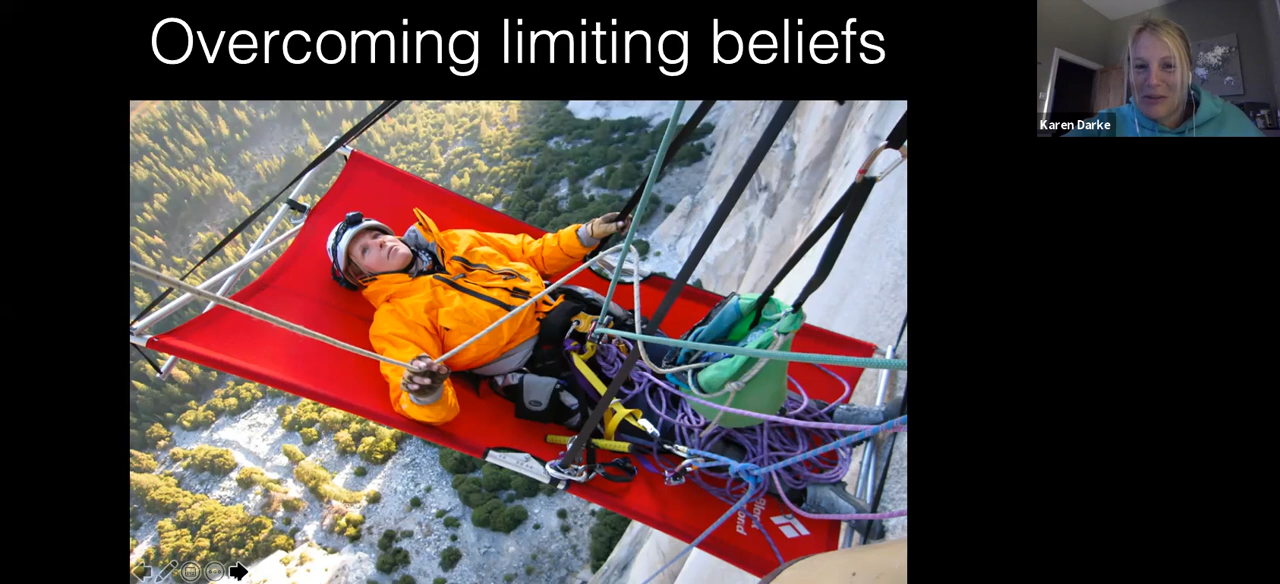 Overcoming limiting beliefs
Karen Darke
Black
Diamond